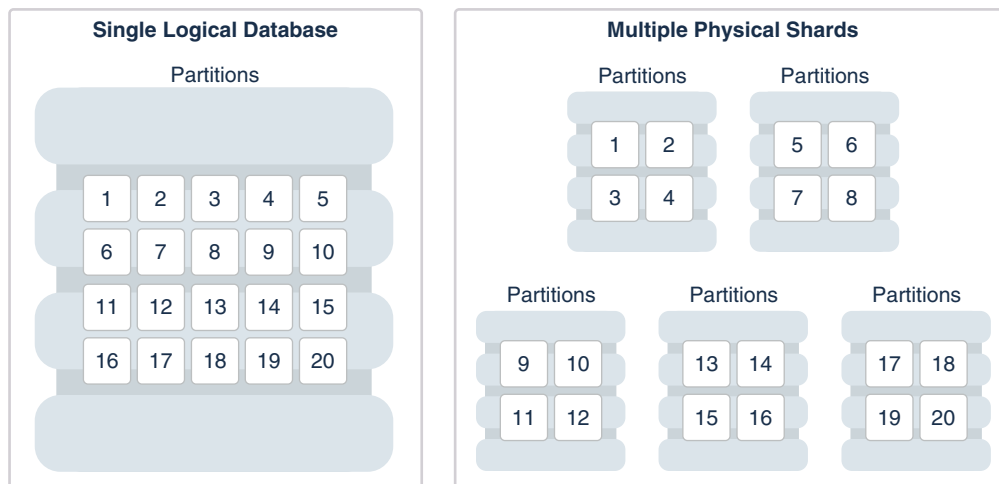 Single Logical Database
Partitions
1 2 3 4 5
6 7 8 9 10
11 12 13 14 15
16 17 18 19 20
Multiple Physical Shards
Partitions
1 2
3 4
Partitions
5 6
7 8
Partitions
9 10
11 12
Partitions
13 14
15 16
Partitions
17 18
19 20